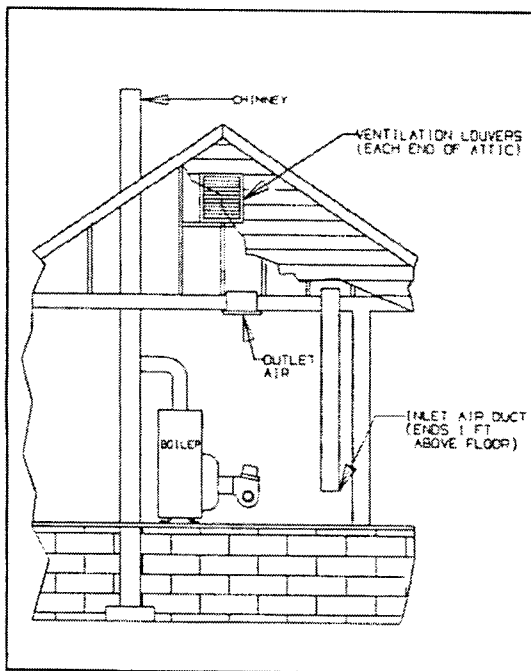 CHIMNEY
VENTILATION LOUVERS
(EACH END OF ATTIC)
OUTLET
AIR
BOILER
INLET AIR DUCT
(ENDS 1 FT
ABOVE FLOOR)